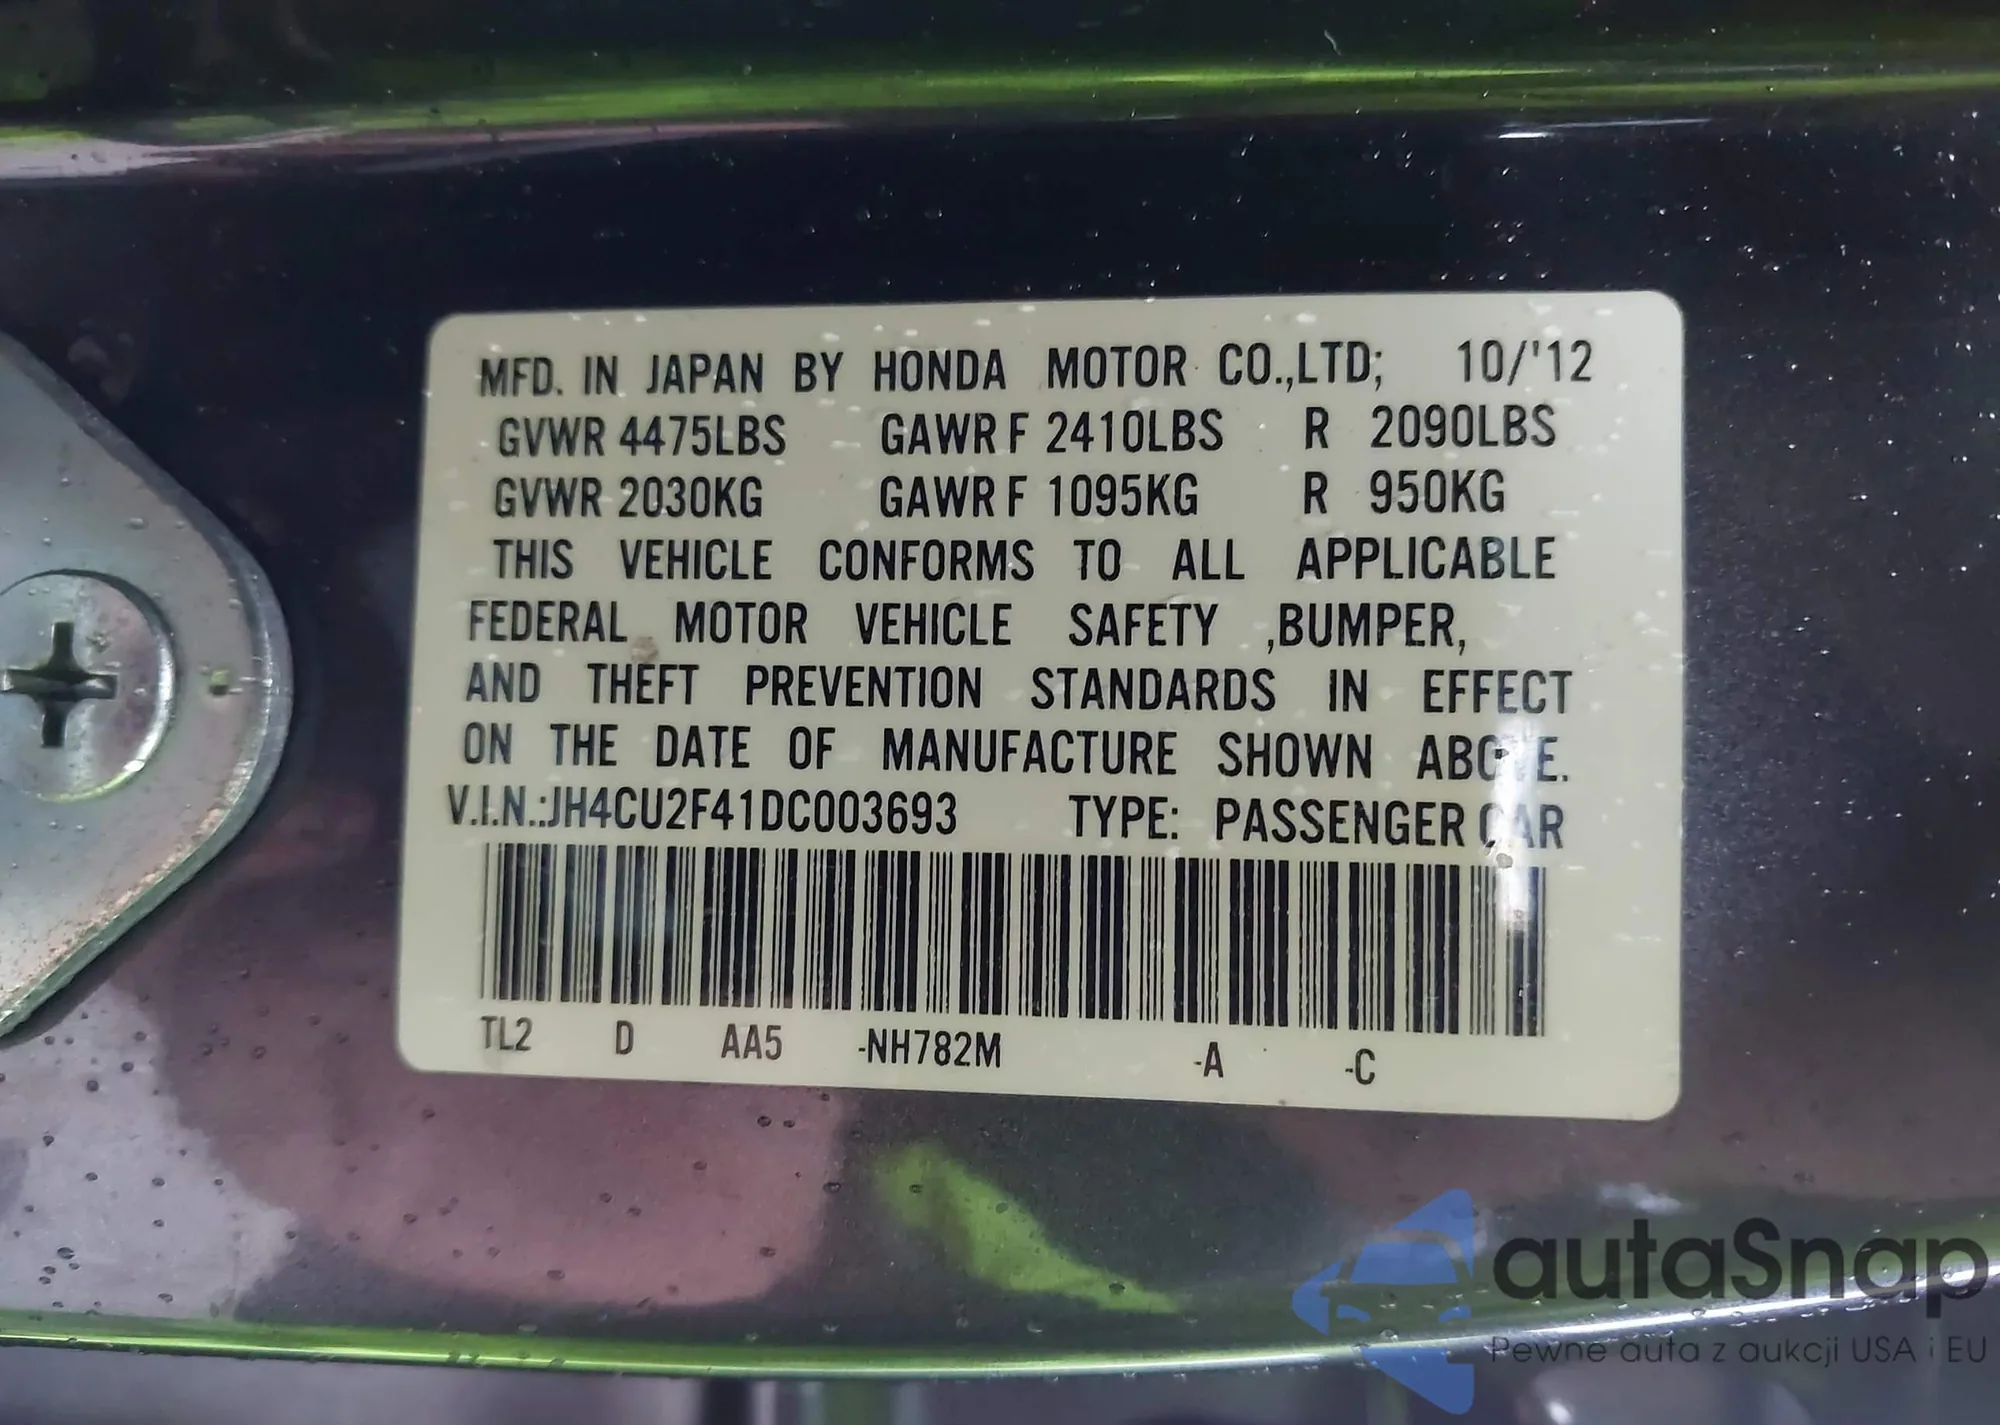 MFD. IN JAPAN BY HONDA MOTOR CO.,LTD; 10/'12
GVWR 4475LBS GAWR F 2410LBS R 2090LBS
GVWR 2030KG GAWR F 1095KG R 950KG
THIS VEHICLE CONFORMS TO ALL APPLICABLE
FEDERAL MOTOR VEHICLE SAFETY ,BUMPER,
AND THEFT PREVENTION STANDARDS IN EFFECT
ON THE DATE OF MANUFACTURE SHOWN ABOVE.
V.I.N.:JH4CU2F41DC003693 TYPE: PASSENGER CAR
TL2 D AA5 -NH782M -A -C
autaSnap
Pewne auta z aukcji USA i EU